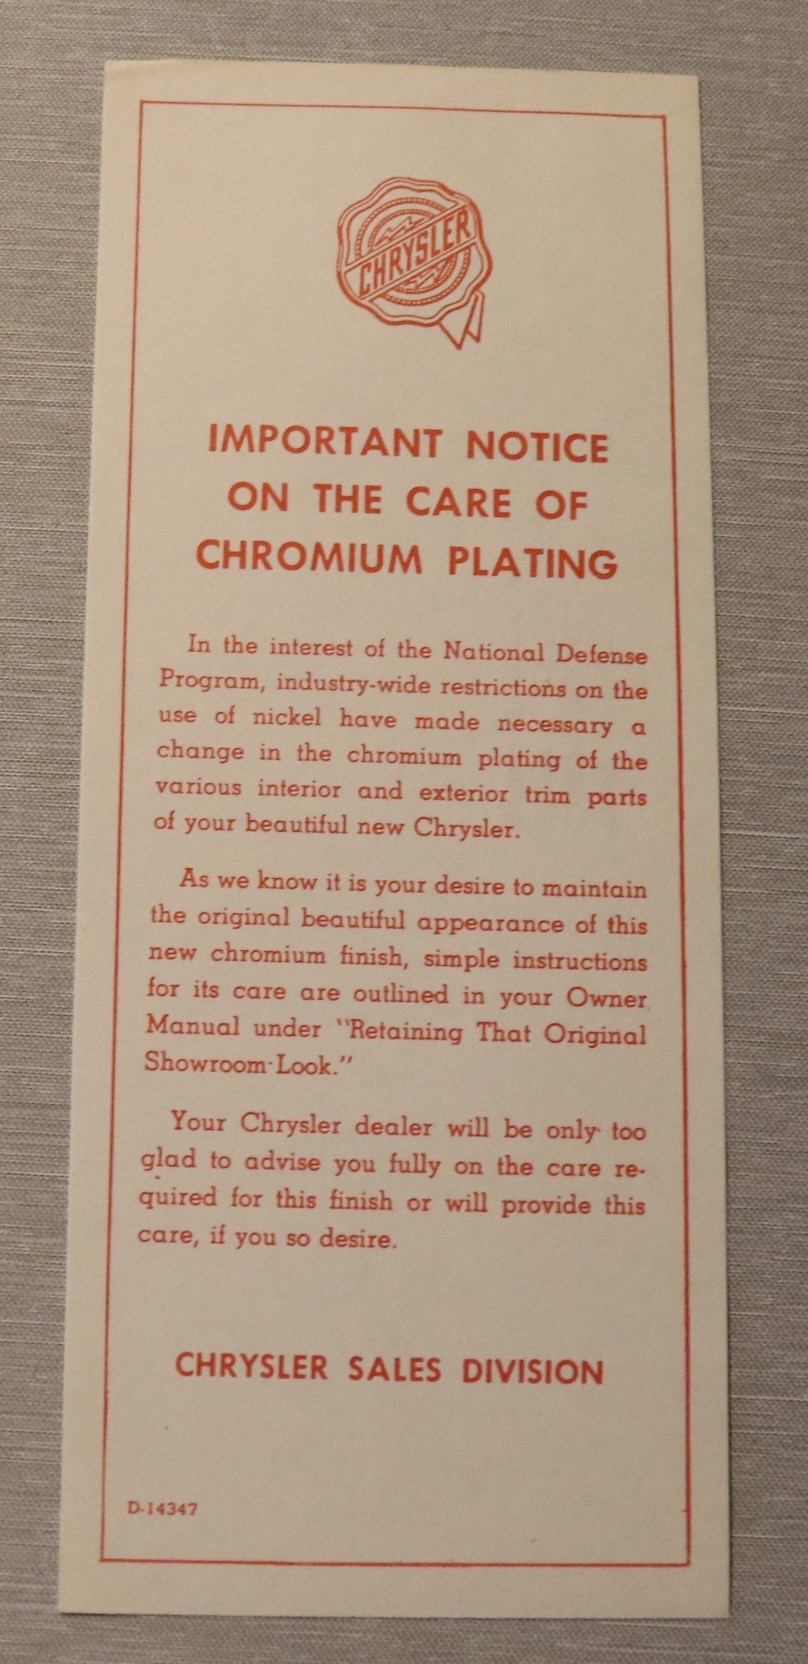 CHRYSLER
IMPORTANT NOTICE
ON THE CARE OF
CHROMIUM PLATING
In the interest of the National Defense
Program, industry-wide restrictions on the
use of nickel have made necessary a
change in the chromium plating of the
various interior and exterior trim parts
of your beautiful new Chrysler.
As we know it is your desire to maintain
the original beautiful appearance of this
new chromium finish, simple instructions
for its care are outlined in your Owner
Manual under "Retaining That Original
Showroom Look."
Your Chrysler dealer will be only too
glad to advise you fully on the care re-
quired for this finish or will provide this
care, if you so desire.
CHRYSLER SALES DIVISION
D-14347